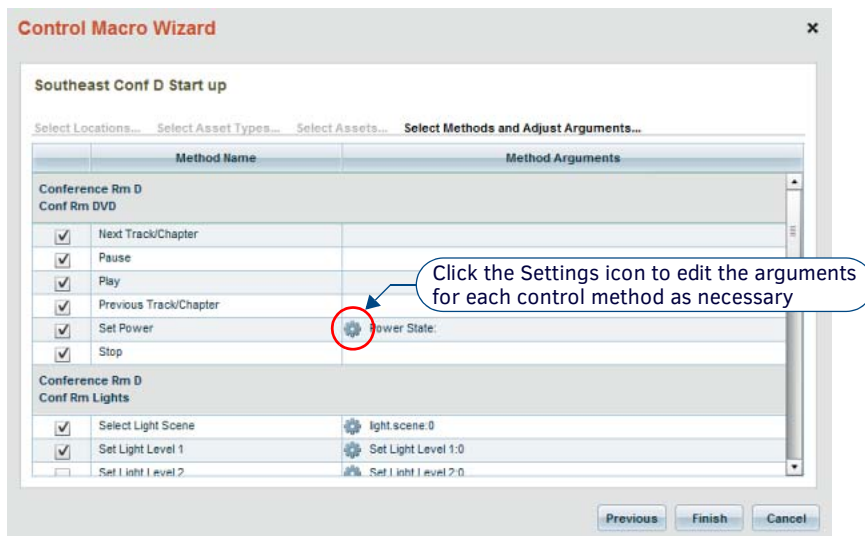 Control Macro Wizard
Southeast Conf D Start up
Select Locations... Select Asset Types... Select Assets... Select Methods and Adjust Arguments...
Method Name Method Arguments
Conference Rm D
Conf Rm DVD
Next Track/Chapter
Pause
Play
Previous Track/Chapter
Set Power Power State:
Stop
Click the Settings icon to edit the arguments
for each control method as necessary
Conference Rm D
Conf Rm Lights
Select Light Scene light.scene:0
Set Light Level 1 Set Light Level 1:0
Set Light Level 2 Set Light Level 2:0
Previous Finish Cancel